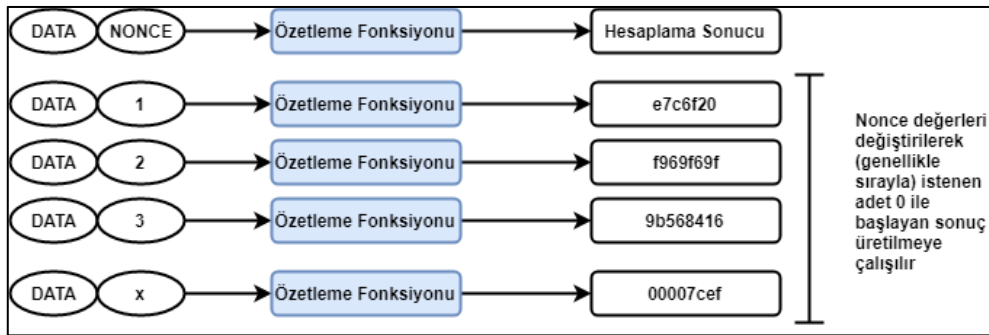 DATA NONCE Özetleme Fonksiyonu Hesaplama Sonucu
DATA 1 Özetleme Fonksiyonu e7c6f20
DATA 2 Özetleme Fonksiyonu f969f69f
DATA 3 Özetleme Fonksiyonu 9b568416
DATA x Özetleme Fonksiyonu 00007cef
Nonce değerleri
değiştirilerek
(genellikle
sırayla) istenen
adet 0 ile
başlayan sonuç
üretilmeye
çalışılır